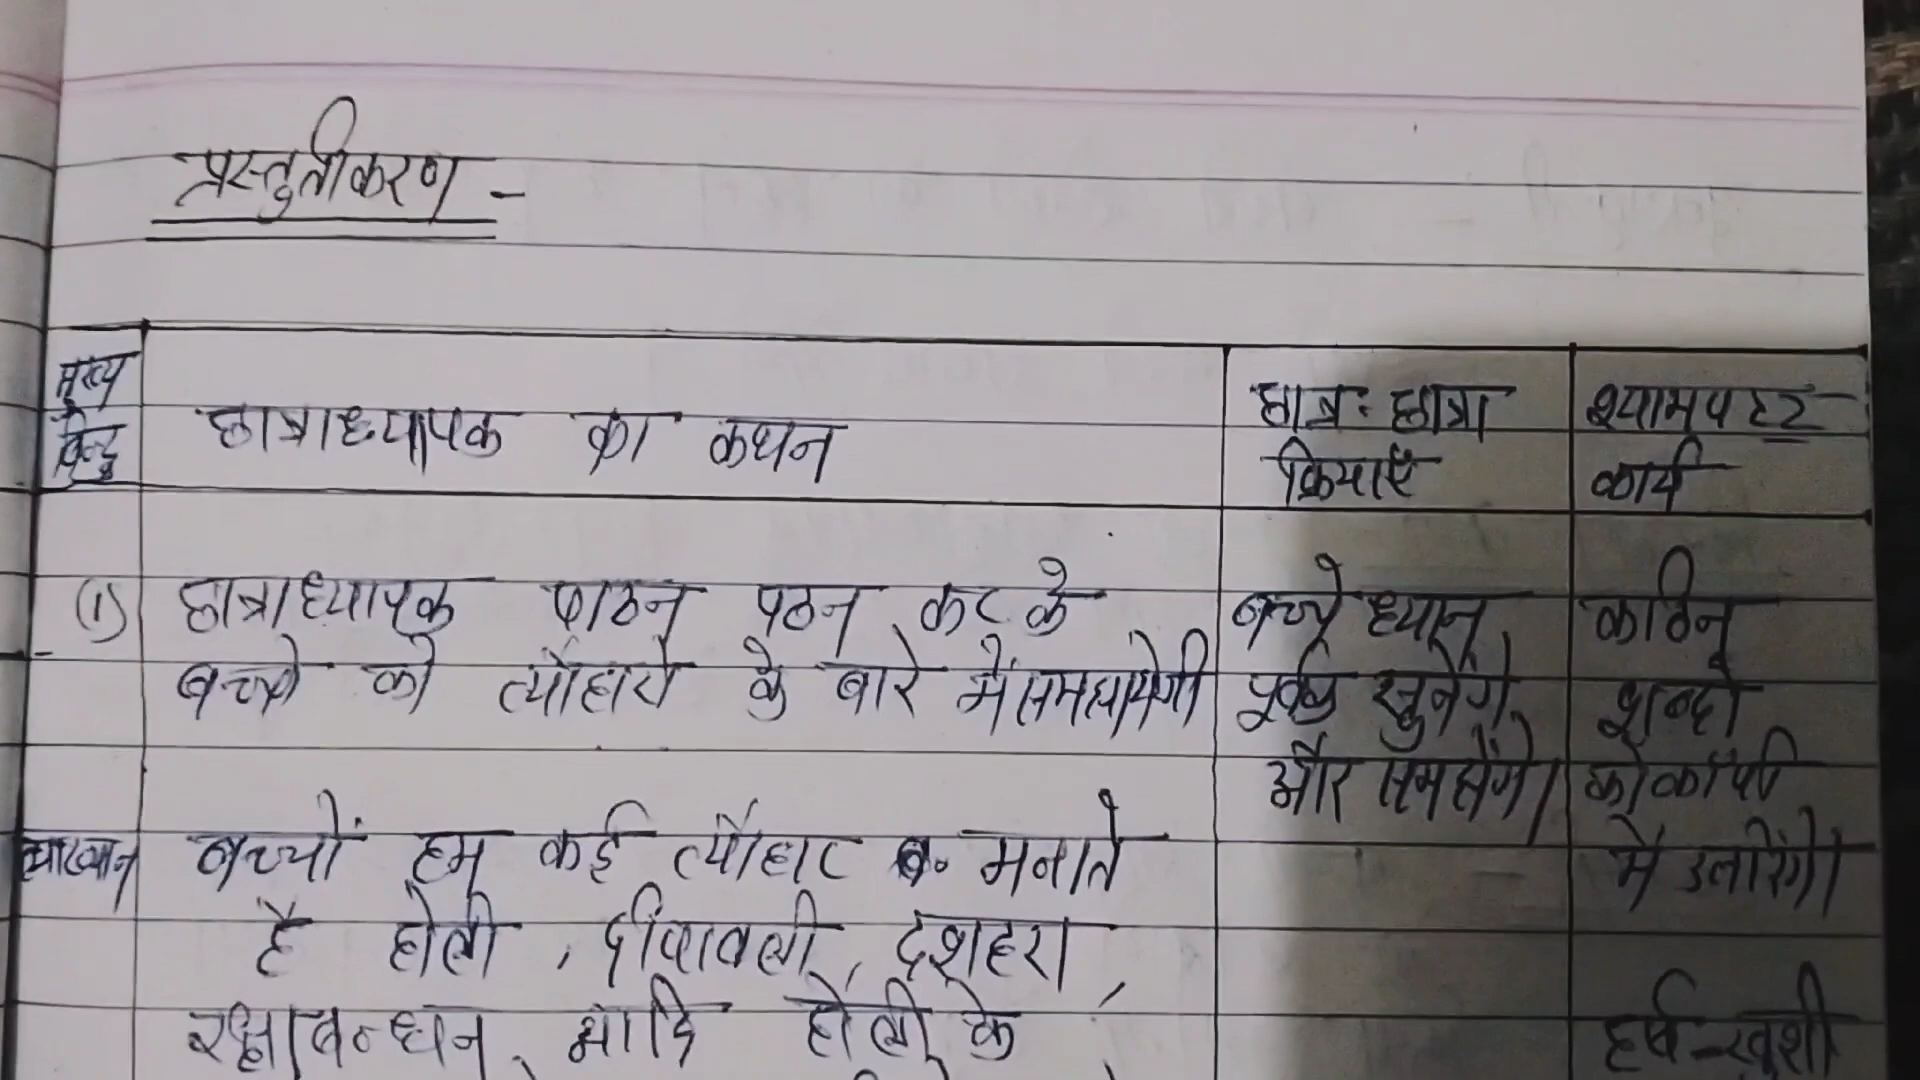 प्रस्तुतीकरण -
मुख्य
बिन्दु
छात्राध्यापक का कथन
छात्र: छात्रा
क्रियाएं
श्यामपट्ट
कार्य
(1)
छात्राध्यापक पाठन पठन कर के
बच्चो को त्यौहारो के बारे में समझायेगी
बच्चे ध्यान
पूर्वक सुनेंगे
और समझेंगे।
कठिन
शब्दो
को कॉपी
में उतारेंगे।
व्याख्यान
बच्चों हम कई त्यौहार मनाते
है होली, दीपावली, दशहरा,
रक्षाबन्धन आदि होली के
हर्ष-खुशी